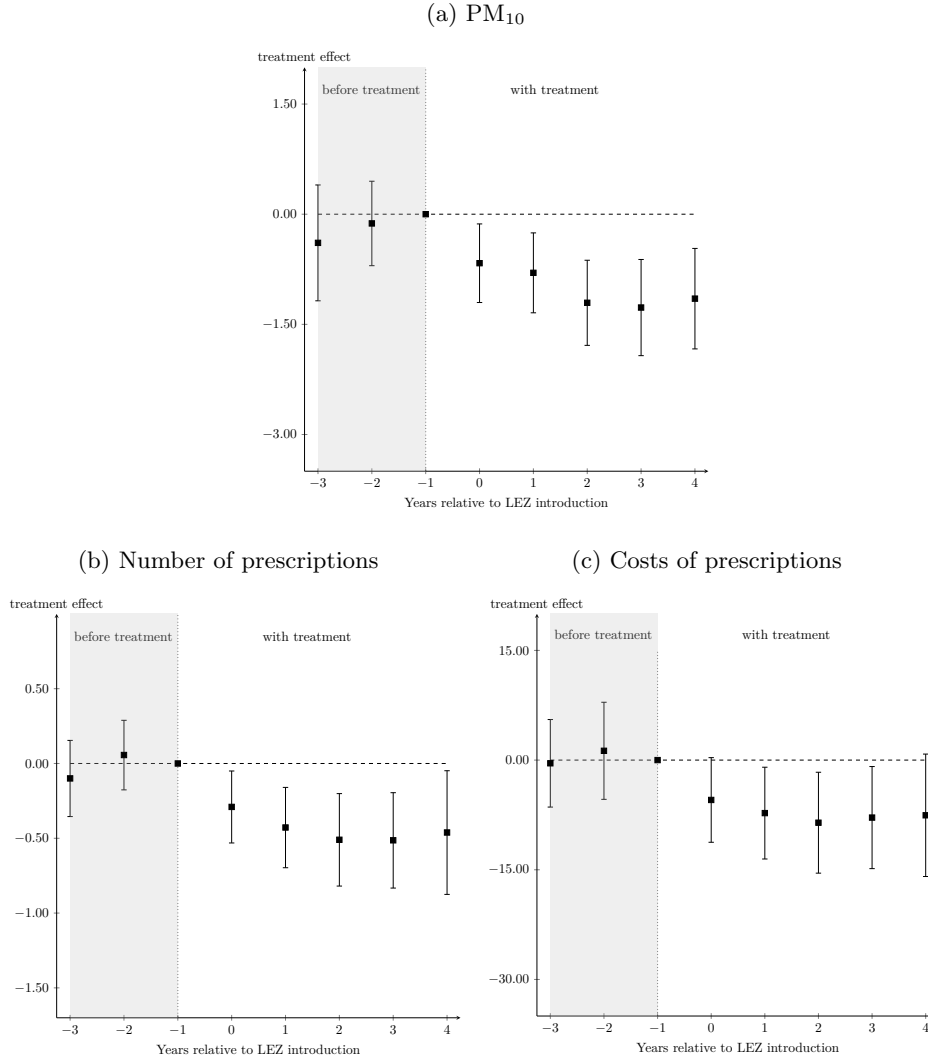 (a) PM₁₀
treatment effect
before treatment
with treatment
1.50
0.00
−1.50
−3.00
−3 −2 −1 0 1 2 3 4
Years relative to LEZ introduction
(b) Number of prescriptions
treatment effect
before treatment
with treatment
0.50
0.00
−0.50
−1.00
−1.50
−3 −2 −1 0 1 2 3 4
Years relative to LEZ introduction
(c) Costs of prescriptions
treatment effect
before treatment
with treatment
15.00
0.00
−15.00
−30.00
−3 −2 −1 0 1 2 3 4
Years relative to LEZ introduction